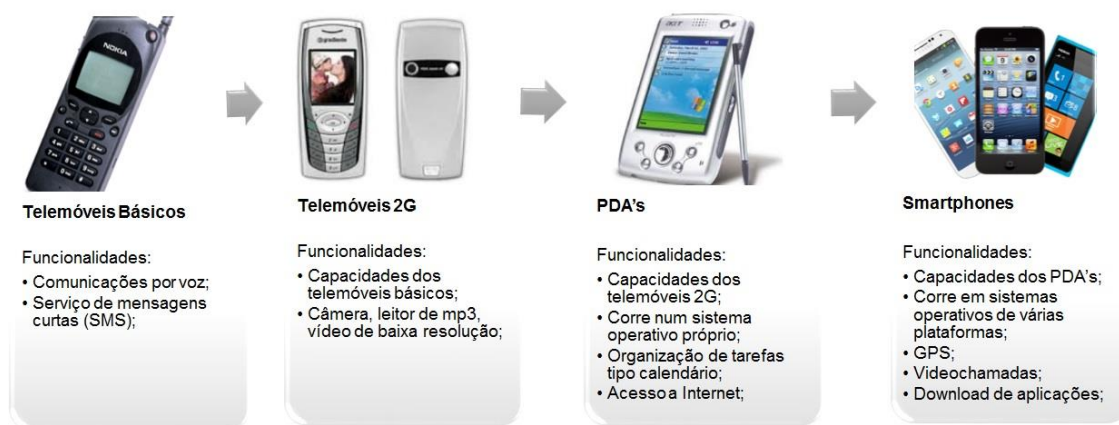 NOKIA
gradiente
acer
Telemóveis Básicos
Funcionalidades:
• Comunicações por voz;
• Serviço de mensagens
curtas (SMS);
Telemóveis 2G
Funcionalidades:
• Capacidades dos
telemóveis básicos;
• Câmera, leitor de mp3,
vídeo de baixa resolução;
PDA's
Funcionalidades:
• Capacidades dos
telemóveis 2G;
• Corre num sistema
operativo próprio;
• Organização de tarefas
tipo calendário;
• Acesso a Internet;
Smartphones
Funcionalidades:
• Capacidades dos PDA's;
• Corre em sistemas
operativos de várias
plataformas;
• GPS;
• Videochamadas;
• Download de aplicações;